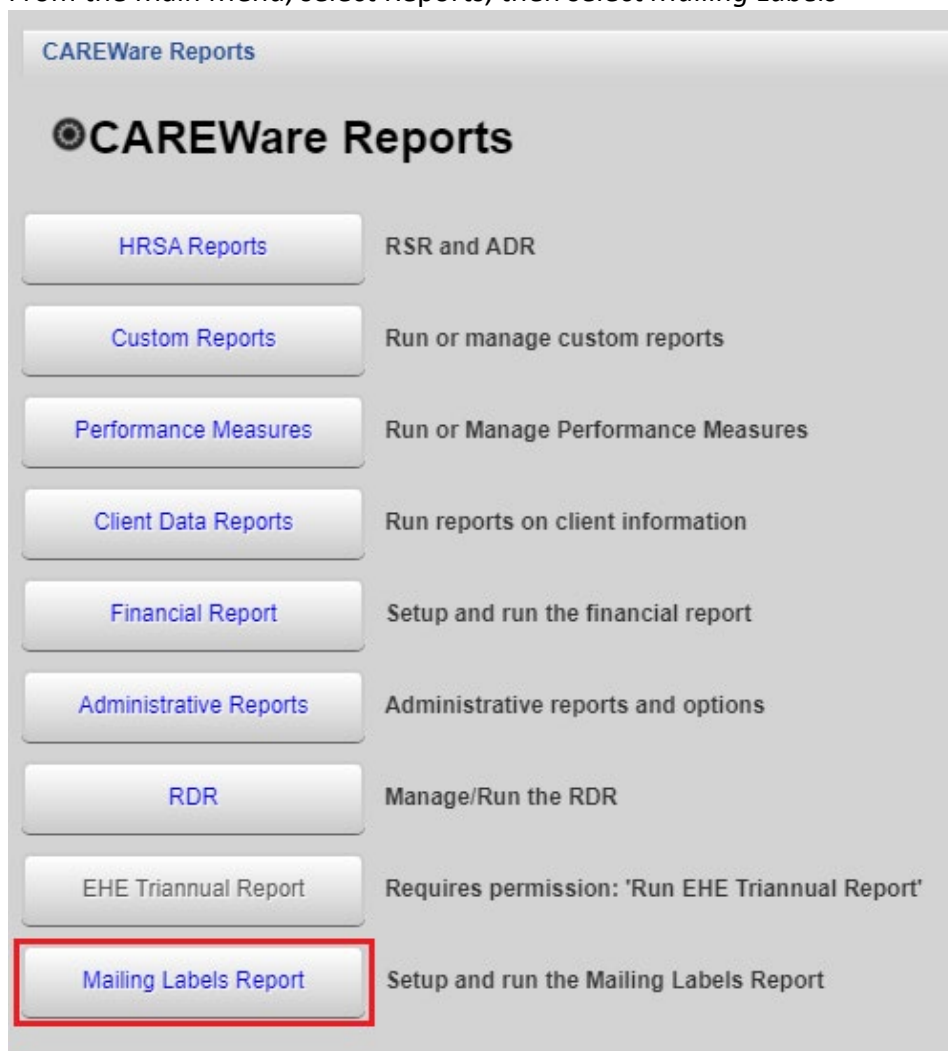 From the Main Menu, select Reports, then select Mailing Labels
CAREWare Reports
CAREWare Reports
HRSA Reports RSR and ADR
Custom Reports Run or manage custom reports
Performance Measures Run or Manage Performance Measures
Client Data Reports Run reports on client information
Financial Report Setup and run the financial report
Administrative Reports Administrative reports and options
RDR Manage/Run the RDR
EHE Triannual Report Requires permission: 'Run EHE Triannual Report'
Mailing Labels Report Setup and run the Mailing Labels Report